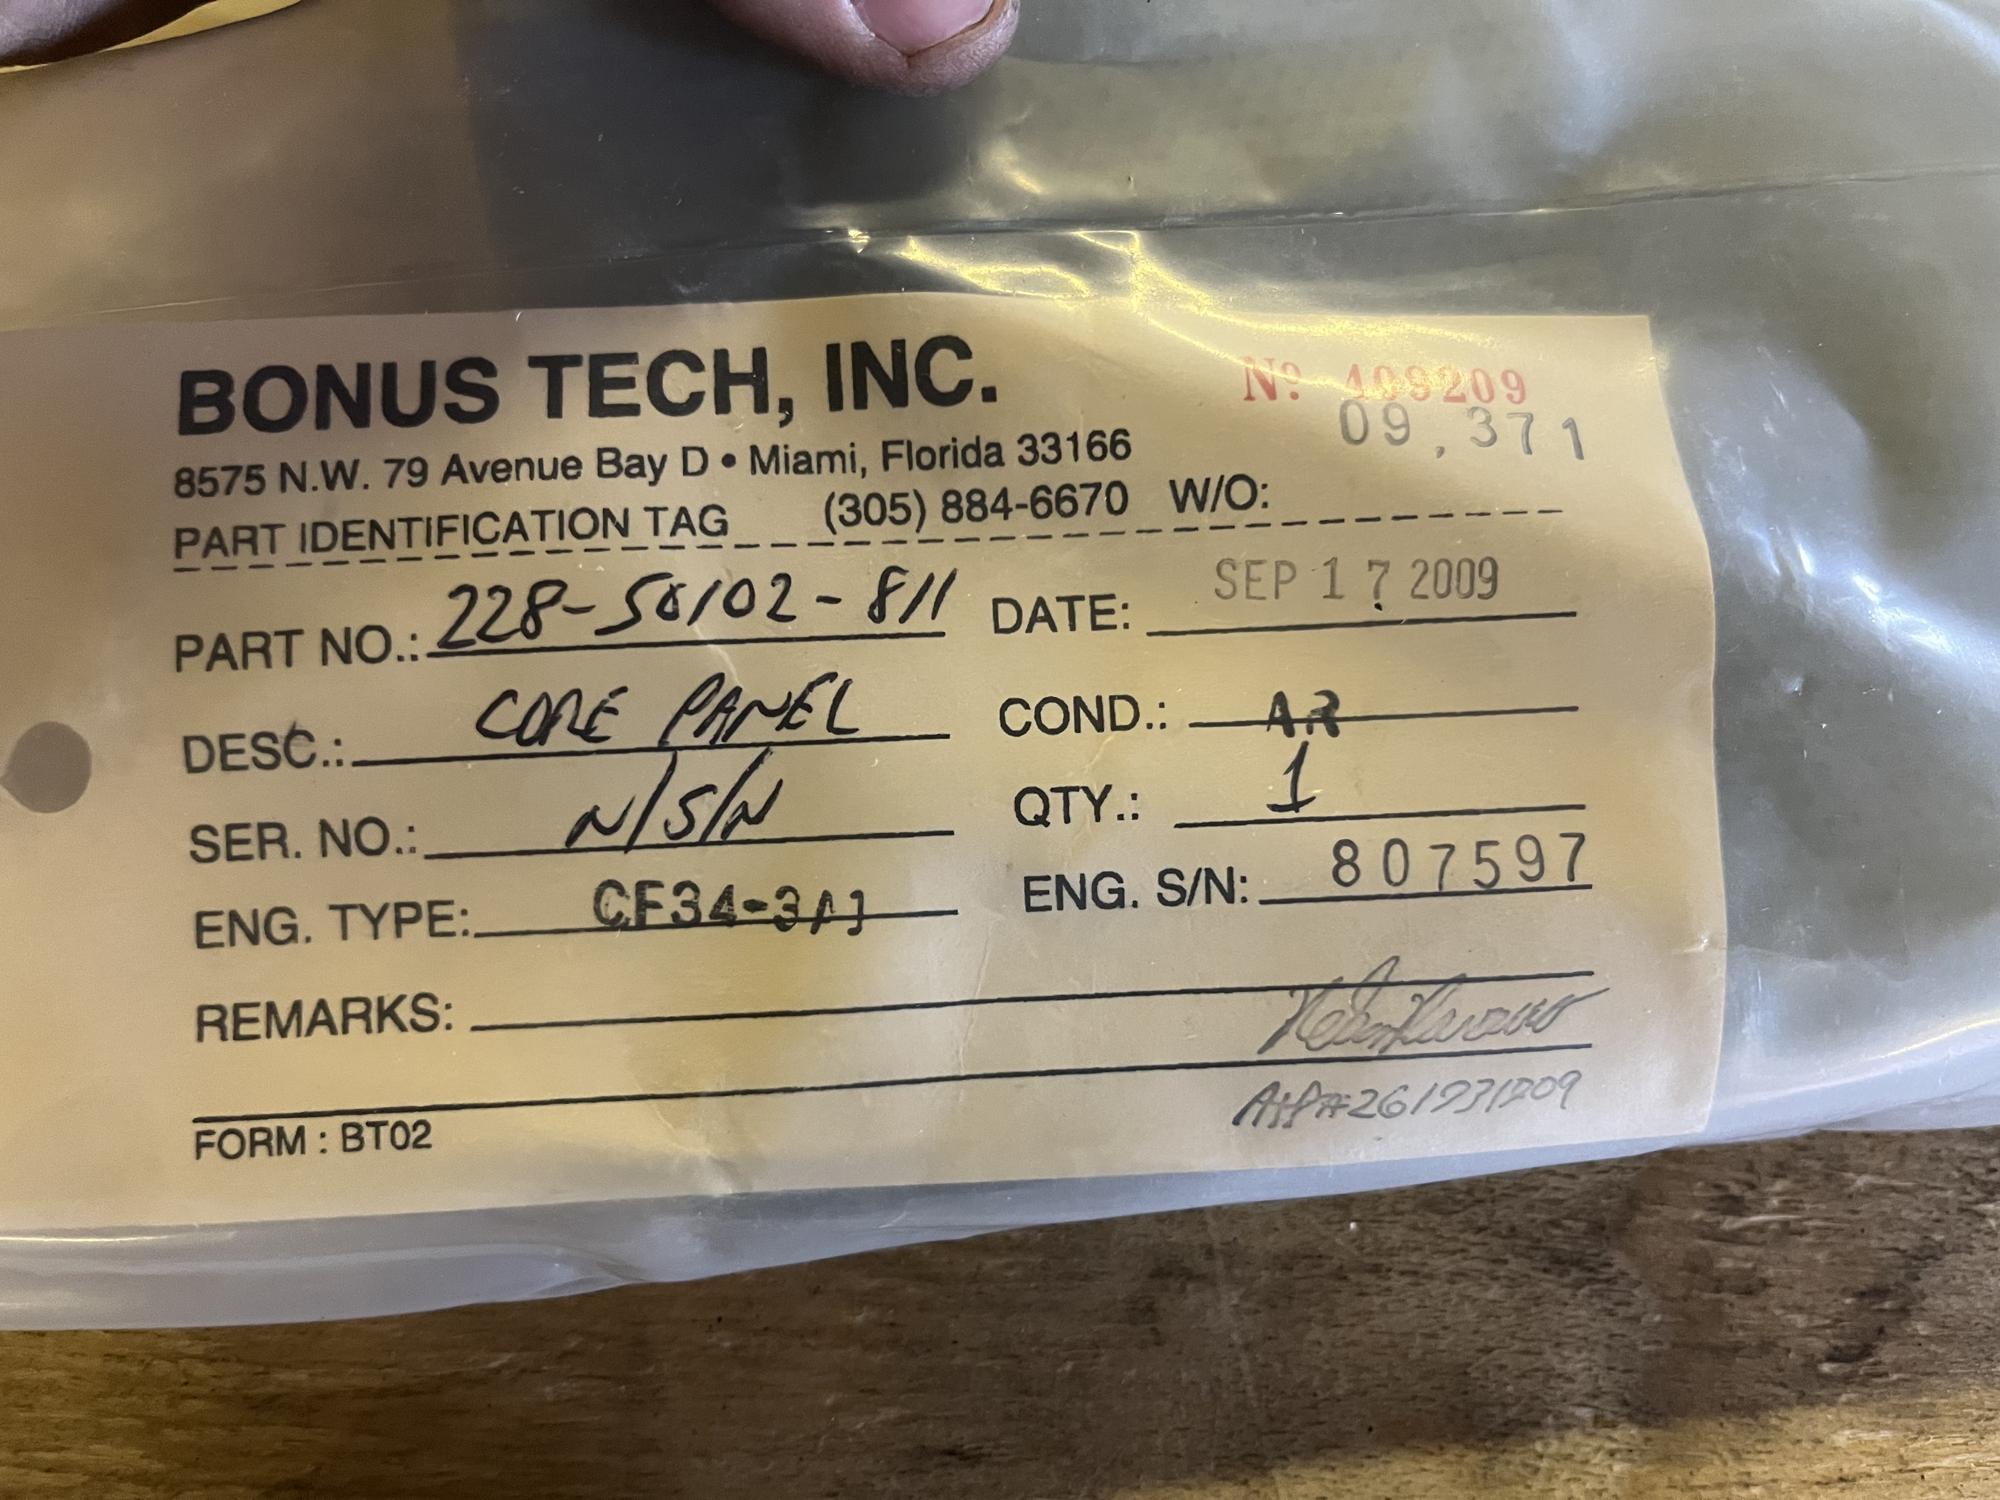 BONUS TECH, INC.
Nº 409209
09,371
8575 N.W. 79 Avenue Bay D • Miami, Florida 33166
PART IDENTIFICATION TAG (305) 884-6670 W/O:
PART NO.: 228-50102-811 DATE: SEP 17 2009
DESC.: CORE PANEL COND.: AR
SER. NO.: N/S/N QTY.: 1
ENG. TYPE: CF34-3A1 ENG. S/N: 807597
REMARKS:
FORM : BT02